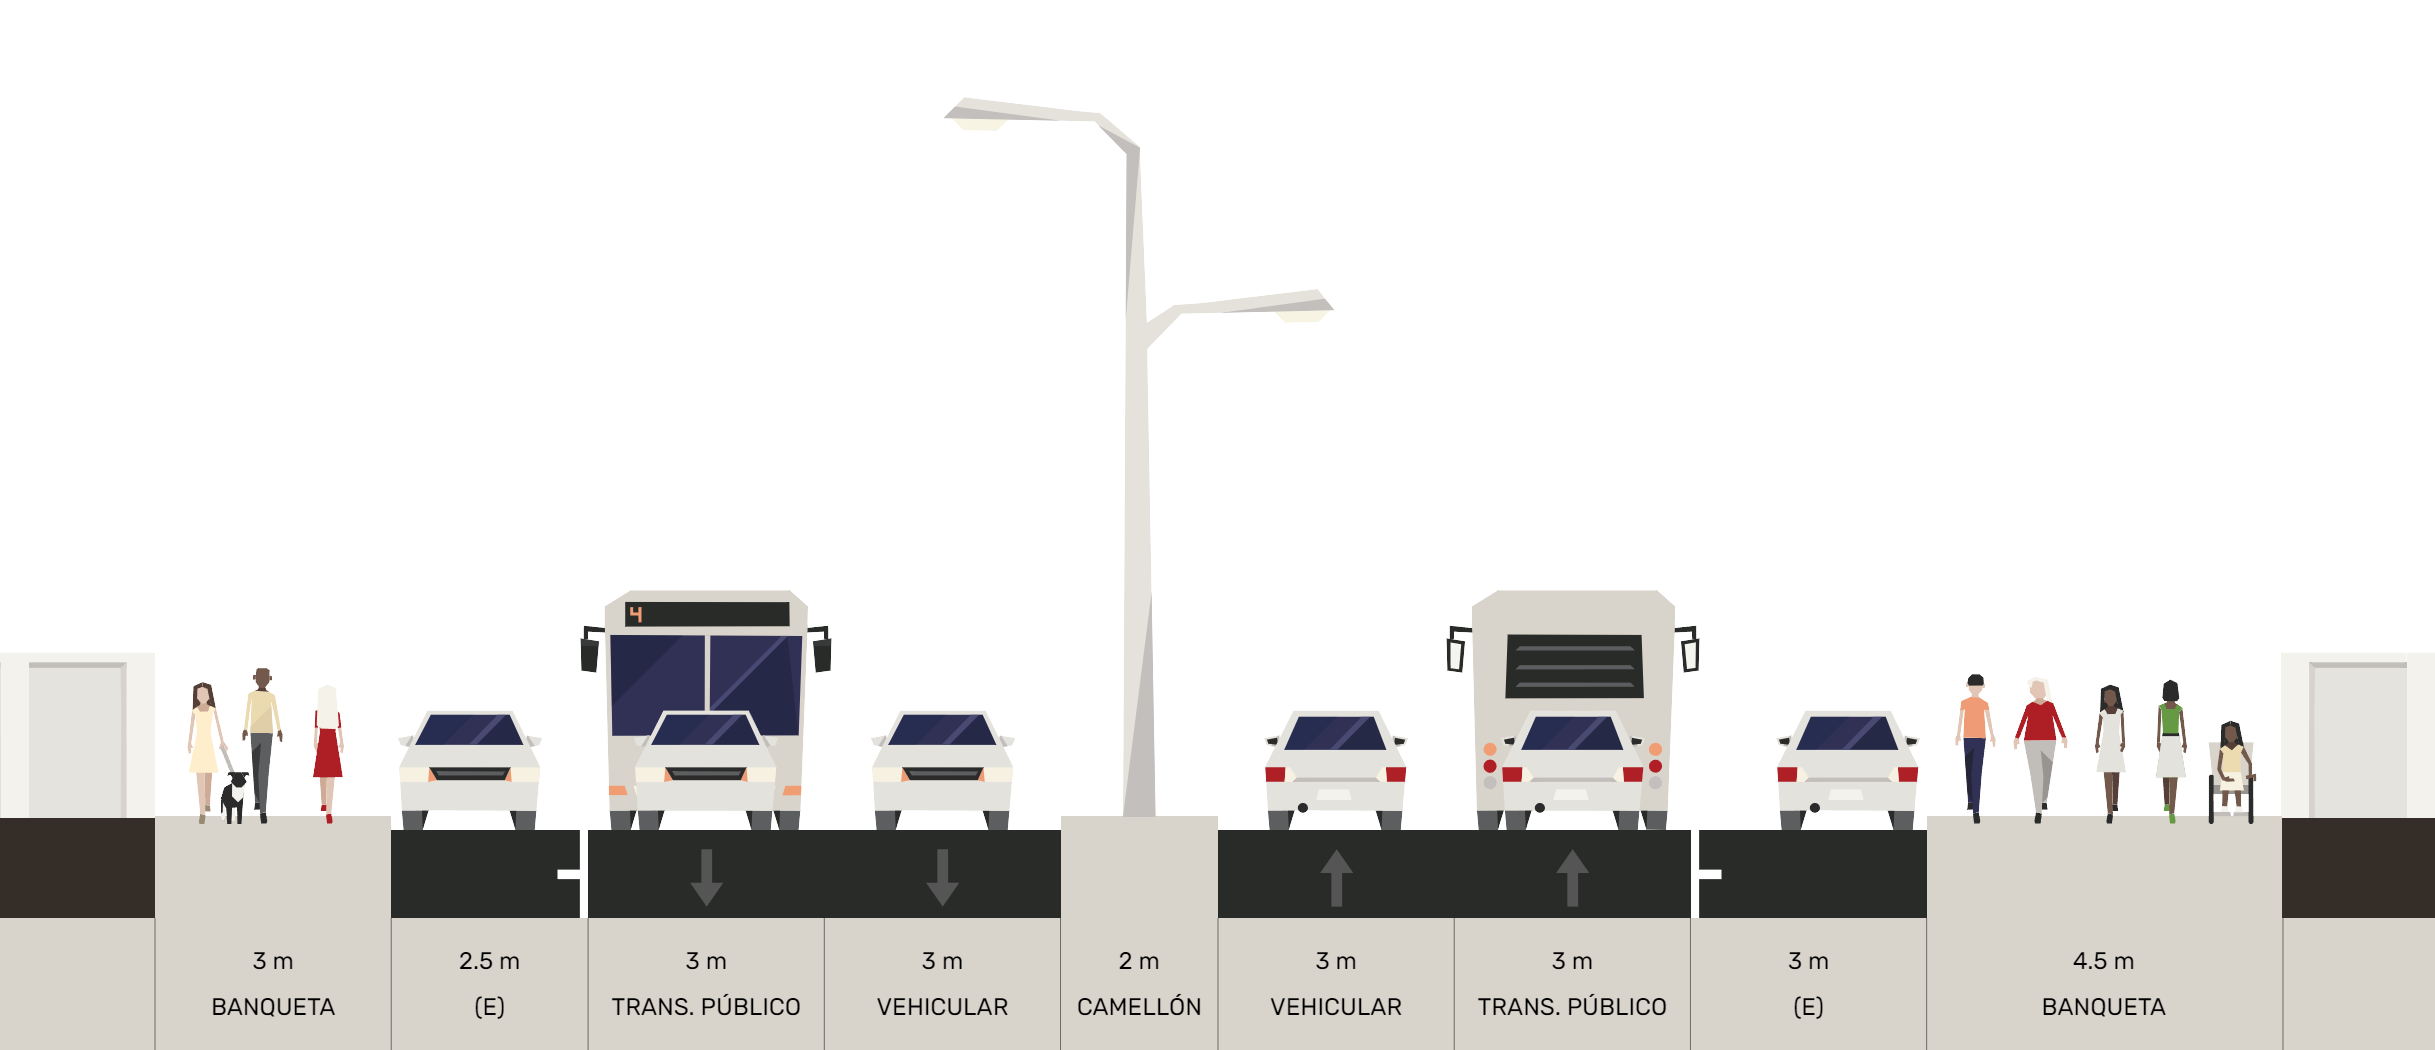 4
3 m
BANQUETA
2.5 m
(E)
3 m
TRANS. PÚBLICO
3 m
VEHICULAR
2 m
CAMELLÓN
3 m
VEHICULAR
3 m
TRANS. PÚBLICO
3 m
(E)
4.5 m
BANQUETA